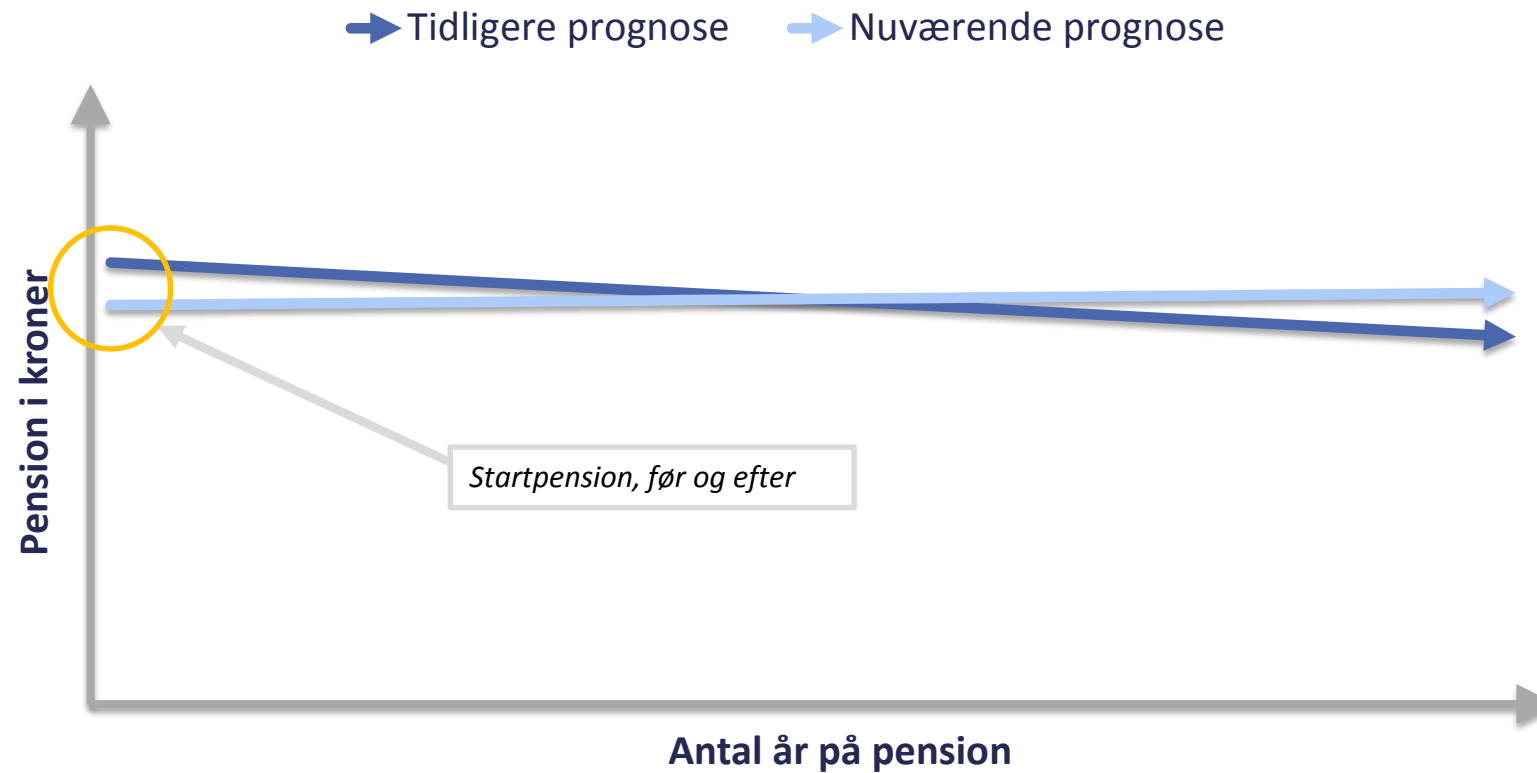 Tidligere prognose
Nuværende prognose
Pension i kroner
Startpension, før og efter
Antal år på pension